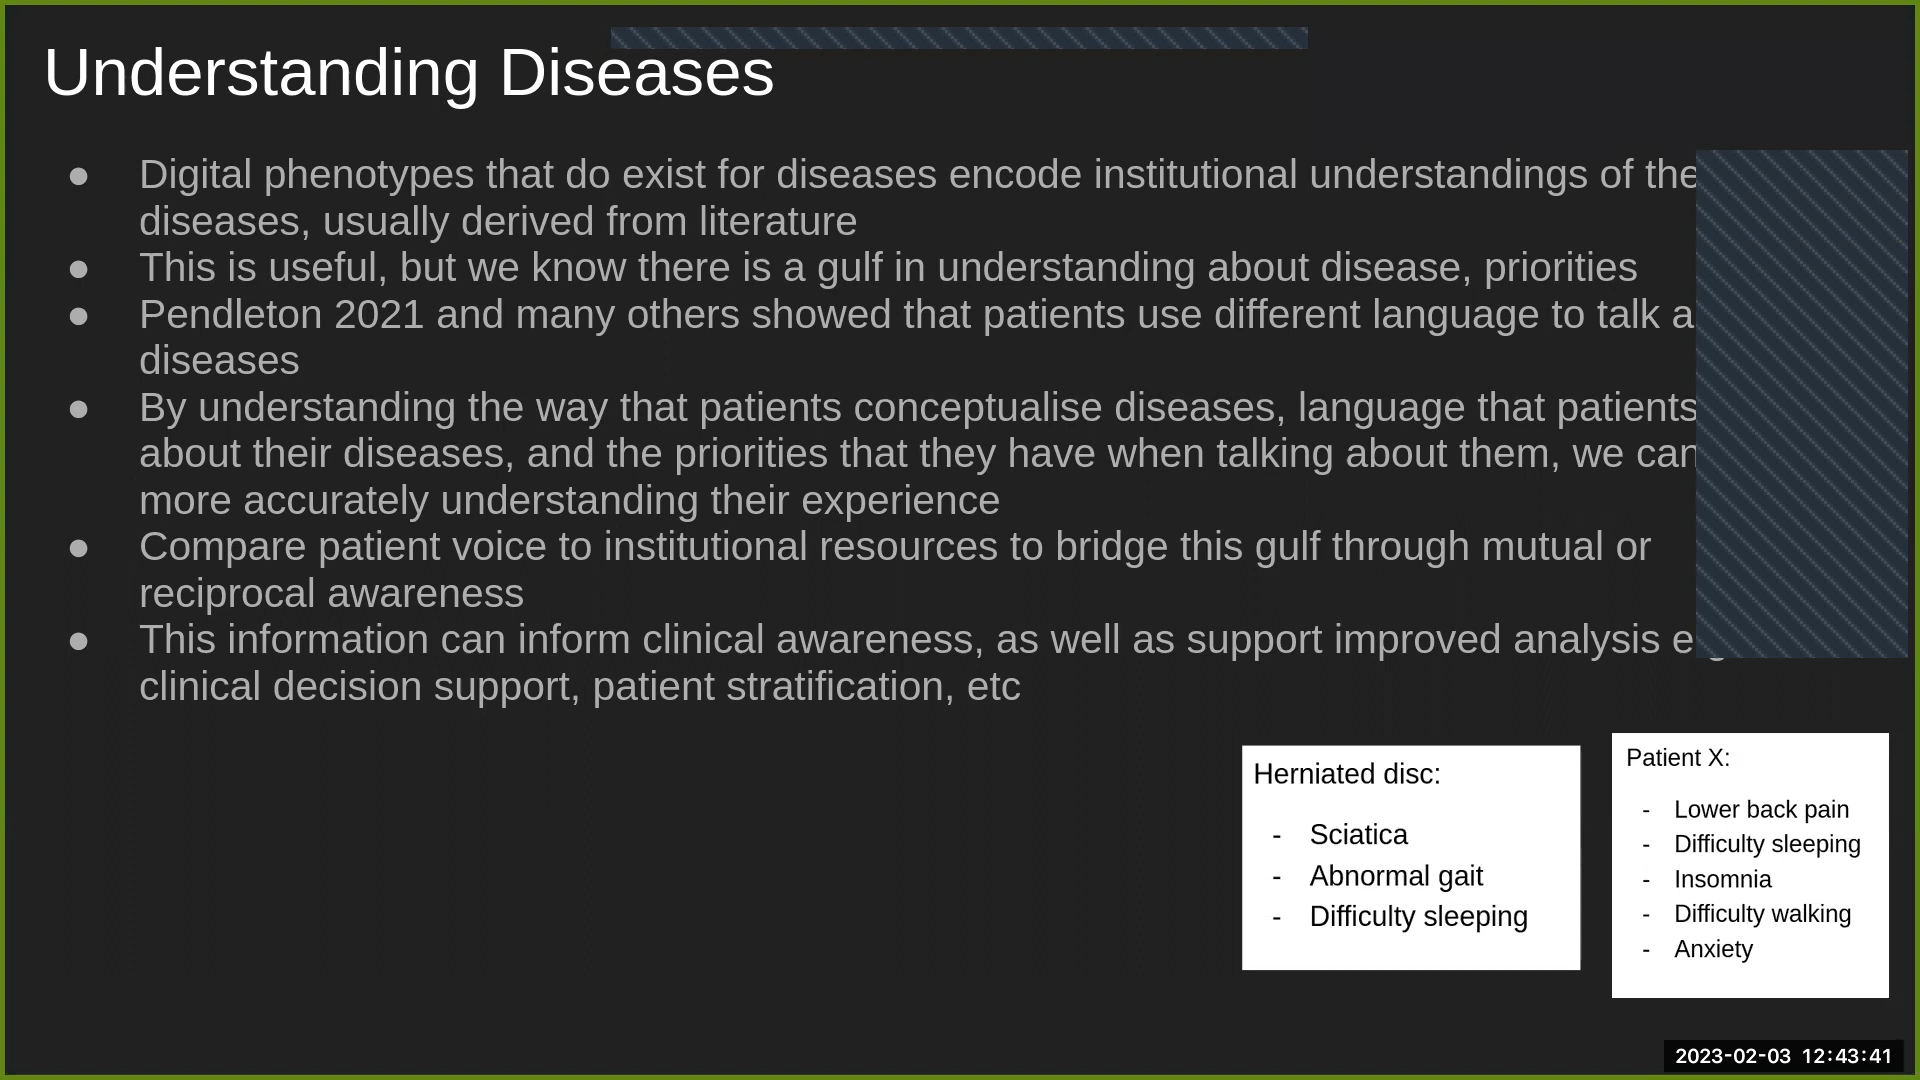 Understanding Diseases
● Digital phenotypes that do exist for diseases encode institutional understandings of the
diseases, usually derived from literature
● This is useful, but we know there is a gulf in understanding about disease, priorities
● Pendleton 2021 and many others showed that patients use different language to talk
diseases
● By understanding the way that patients conceptualise diseases, language that patients
about their diseases, and the priorities that they have when talking about them, we can
more accurately understanding their experience
● Compare patient voice to institutional resources to bridge this gulf through mutual or
reciprocal awareness
● This information can inform clinical awareness, as well as support improved analysis
clinical decision support, patient stratification, etc
Herniated disc:
- Sciatica
- Abnormal gait
- Difficulty sleeping
Patient X:
- Lower back pain
- Difficulty sleeping
- Insomnia
- Difficulty walking
- Anxiety
2023-02-03 12:43:41